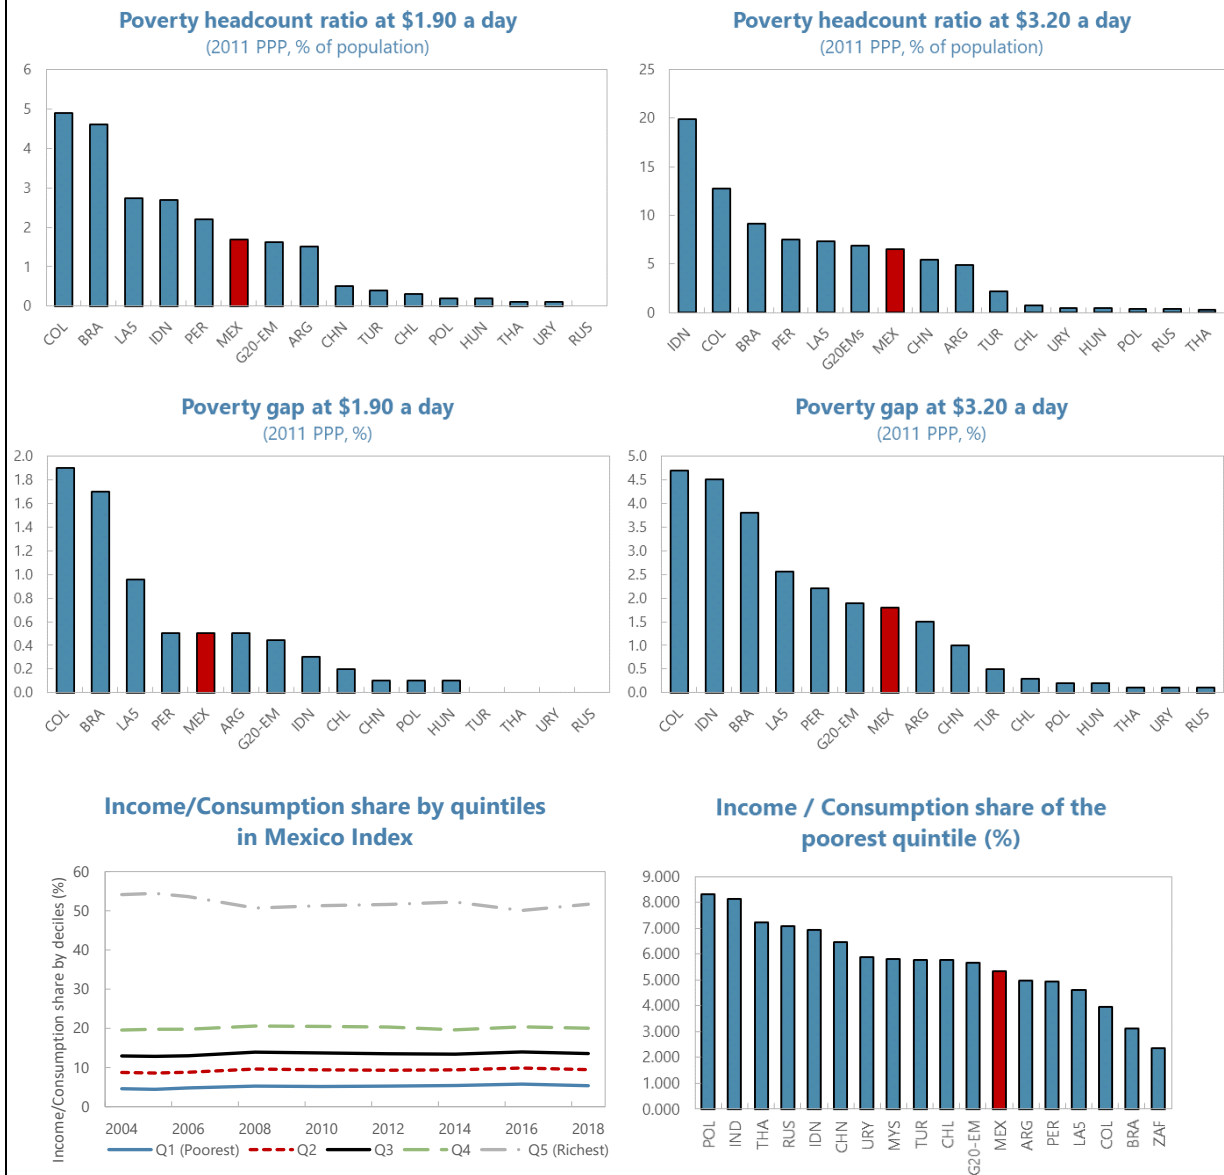 Poverty headcount ratio at $1.90 a day
(2011 PPP, % of population)
6
5
4
3
2
1
0
COL BRA LA5 IDN PER MEX G20-EM ARG CHN TUR CHL POL HUN THA URY RUS
Poverty headcount ratio at $3.20 a day
(2011 PPP, % of population)
25
20
15
10
5
0
IDN COL BRA PER LA5 G20EMs MEX CHN ARG TUR CHL URY HUN POL RUS THA
Poverty gap at $1.90 a day
(2011 PPP, %)
2.0
1.8
1.6
1.4
1.2
1.0
0.8
0.6
0.4
0.2
0.0
COL BRA LA5 PER MEX ARG G20-EM IDN CHL CHN POL HUN TUR THA URY RUS
Poverty gap at $3.20 a day
(2011 PPP, %)
5.0
4.5
4.0
3.5
3.0
2.5
2.0
1.5
1.0
0.5
0.0
COL IDN BRA LA5 PER G20-EM MEX ARG CHN TUR CHL POL HUN THA URY RUS
Income/Consumption share by quintiles
in Mexico Index
Income/Consumption share by deciles (%)
60
50
40
30
20
10
0
2004 2006 2008 2010 2012 2014 2016 2018
Q1 (Poorest) Q2 Q3 Q4 Q5 (Richest)
Income / Consumption share of the
poorest quintile (%)
9.000
8.000
7.000
6.000
5.000
4.000
3.000
2.000
1.000
0.000
POL IND THA RUS IDN CHN URY MYS TUR CHL G20-EM MEX ARG PER LA5 COL BRA ZAF